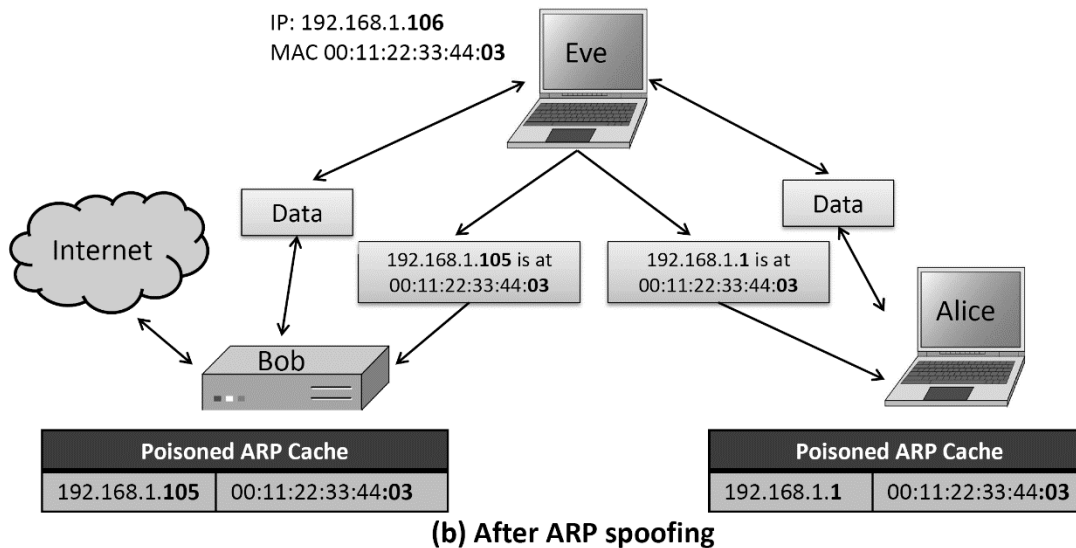 IP: 192.168.1.106
MAC 00:11:22:33:44:03
Eve
Data
Data
Internet
192.168.1.105 is at
00:11:22:33:44:03
192.168.1.1 is at
00:11:22:33:44:03
Bob
Alice
Poisoned ARP Cache
192.168.1.105 00:11:22:33:44:03
Poisoned ARP Cache
192.168.1.1 00:11:22:33:44:03
(b) After ARP spoofing